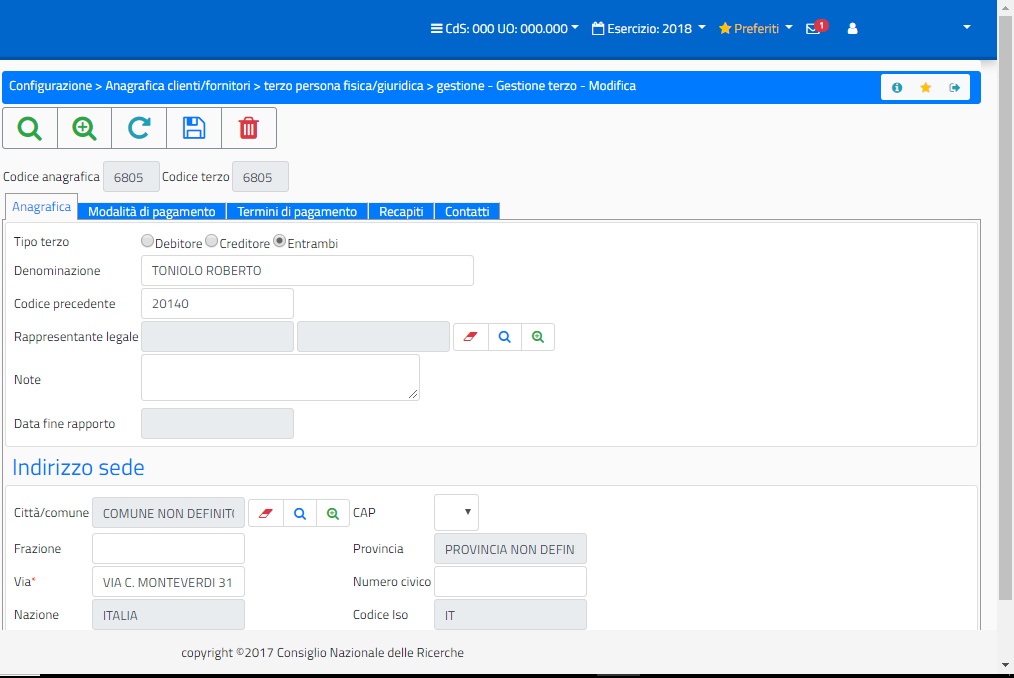 CdS: 000 UO: 000.000 Esercizio: 2018 Preferiti 1
Configurazione > Anagrafica clienti/fornitori > terzo persona fisica/giuridica > gestione - Gestione terzo - Modifica
Codice anagrafica 6805 Codice terzo 6805
Anagrafica Modalità di pagamento Termini di pagamento Recapiti Contatti
Tipo terzo Debitore Creditore Entrambi
Denominazione TONIOLO ROBERTO
Codice precedente 20140
Rappresentante legale
Note
Data fine rapporto
Indirizzo sede
Città/comune COMUNE NON DEFINIT CAP
Frazione Provincia PROVINCIA NON DEFIN
Via* VIA C. MONTEVERDI 31 Numero civico
Nazione ITALIA Codice Iso IT
copyright ©2017 Consiglio Nazionale delle Ricerche